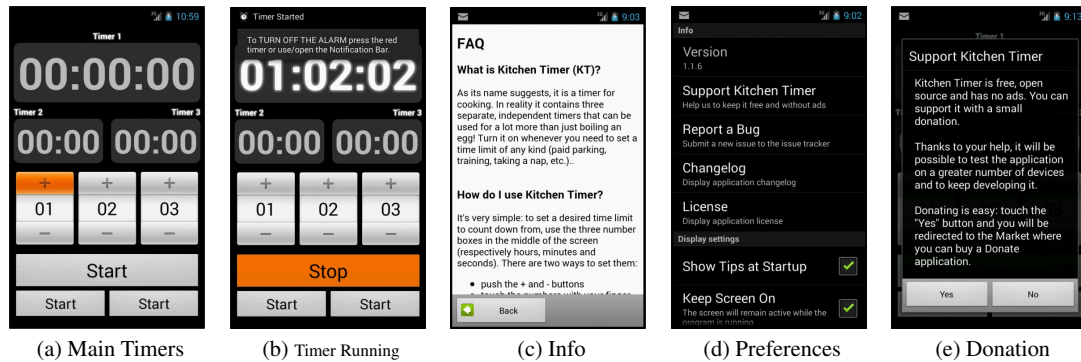 3G 10:59
Timer 1
00:00:00
Timer 2 Timer 3
00:00 00:00
+ + +
01 02 03
− − −
Start
Start Start
(a) Main Timers
Timer Started
To TURN OFF THE ALARM press the red
timer or use/open the Notification Bar.
01:02:02
Timer 2 Timer 3
00:00 00:00
+ + +
01 02 03
− − −
Stop
Start Start
(b) Timer Running
3G 9:03
FAQ
What is Kitchen Timer (KT)?
As its name suggests, it is a timer for
cooking. In reality it contains three
separate, independent timers that can be
used for a lot more than just boiling an
egg! Turn it on whenever you need to set a
time limit of any kind (paid parking,
training, taking a nap, etc.)..
How do I use Kitchen Timer?
It's very simple: to set a desired time limit
to count down from, use the three number
boxes in the middle of the screen
(respectively hours, minutes and
seconds). There are two ways to set them:
● push the + and - buttons
● touch the numbers with your finger
Back
(c) Info
3G 9:02
Info
Version
1.1.6
Support Kitchen Timer
Help us to keep it free and without ads
Report a Bug
Submit a new issue to the issue tracker
Changelog
Display application changelog
License
Display application license
Display settings
Show Tips at Startup
Keep Screen On
The screen will remain active while the
program is running
(d) Preferences
3G 9:13
Timer 1
Support Kitchen Timer
Kitchen Timer is free, open
source and has no ads. You can
support it with a small
donation.
Thanks to your help, it will be
possible to test the application
on a greater number of devices
and to keep developing it.
Donating is easy: touch the
"Yes" button and you will be
redirected to the Market where
you can buy a Donate
application.
Yes No
(e) Donation